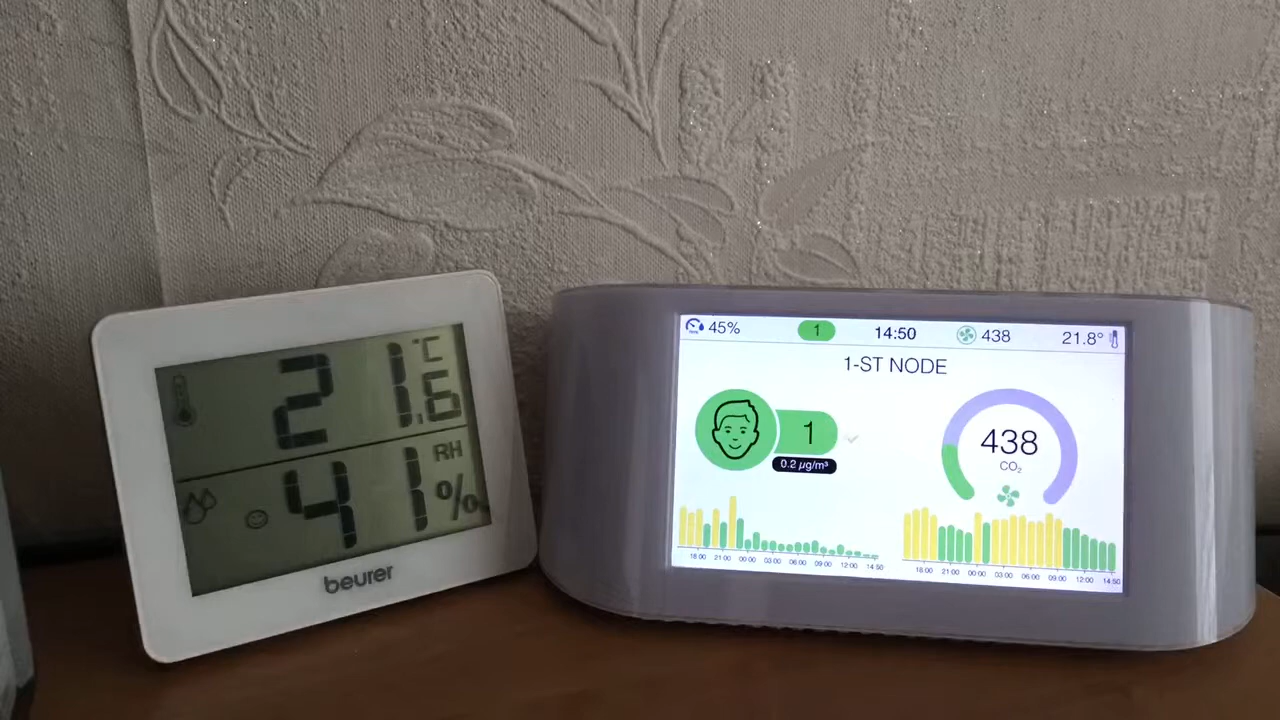 21.6 °C
RH
41 %
beurer
45% 1 14:50 438 21.8°
1-ST NODE
1
0.2 µg/m³
438
CO₂
18:00 21:00 00:00 03:00 06:00 09:00 12:00 14:50
18:00 21:00 00:00 03:00 06:00 09:00 12:00 14:50